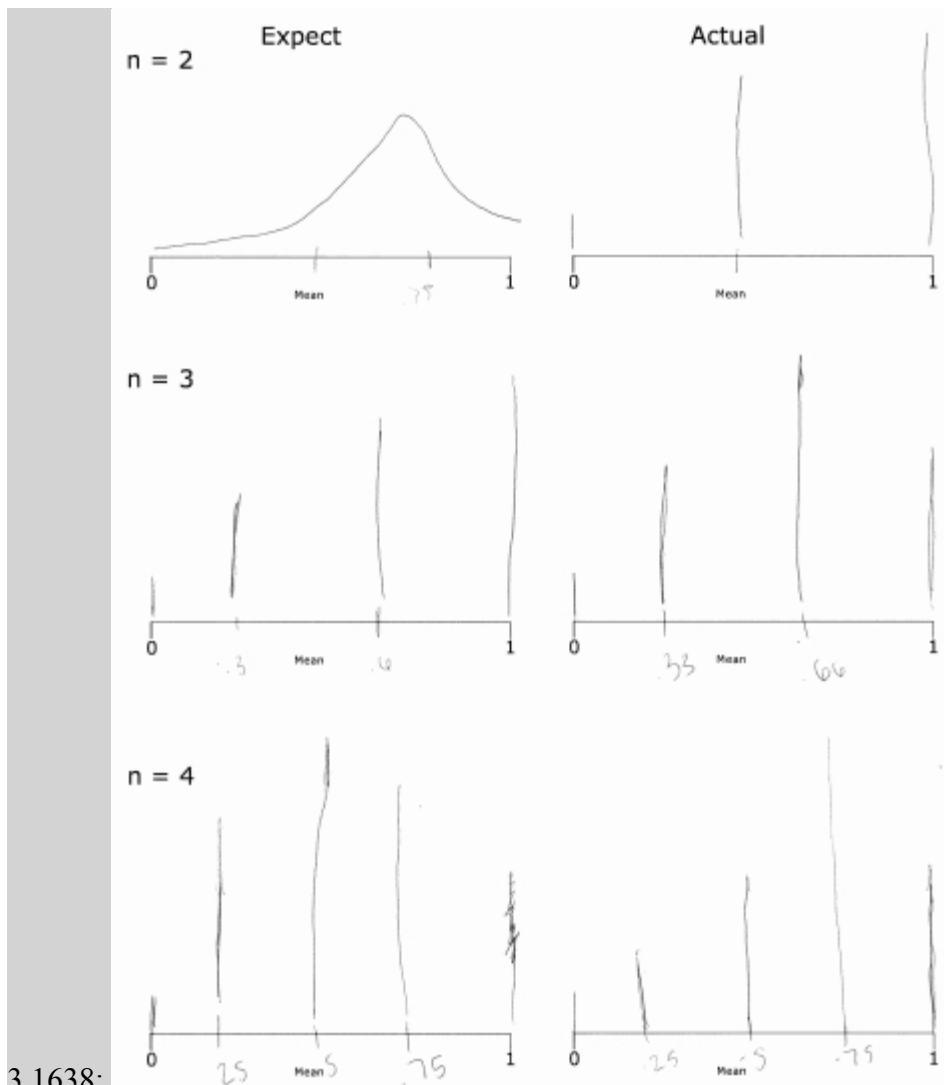 Expect Actual
n = 2
0 1 0 1
Mean Mean
.75
n = 3
0 1 0 1
.3 Mean .6 .33 Mean .66
n = 4
0 1 0 1
25 Mean .5 .75 .25 Mean .5 .75
3 1638: